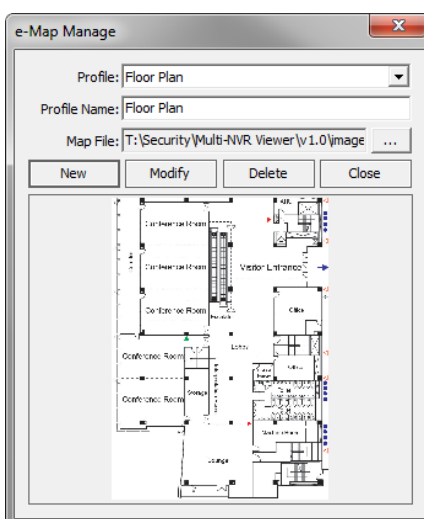 e-Map Manage
Profile: Floor Plan
Profile Name: Floor Plan
Map File: T:\Security\Multi-NVR Viewer\v1.0\image ...
New Modify Delete Close
Conference Room
Conference Room
Visitor Entrance
Conference Room
Office
Lobby
Conference Room
Office
Conference Room
Storage
Lounge